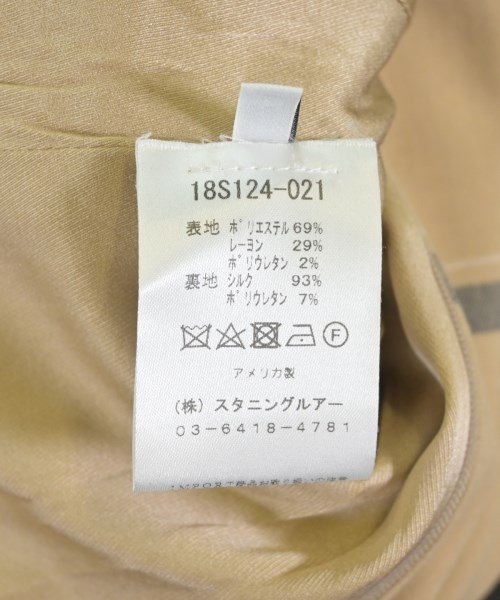 18S124-021
表地 ポリエステル 69%
レーヨン 29%
ポリウレタン 2%
裏地 シルク 93%
ポリウレタン 7%
F
アメリカ製
(株) スタニングルアー
03-6418-4781